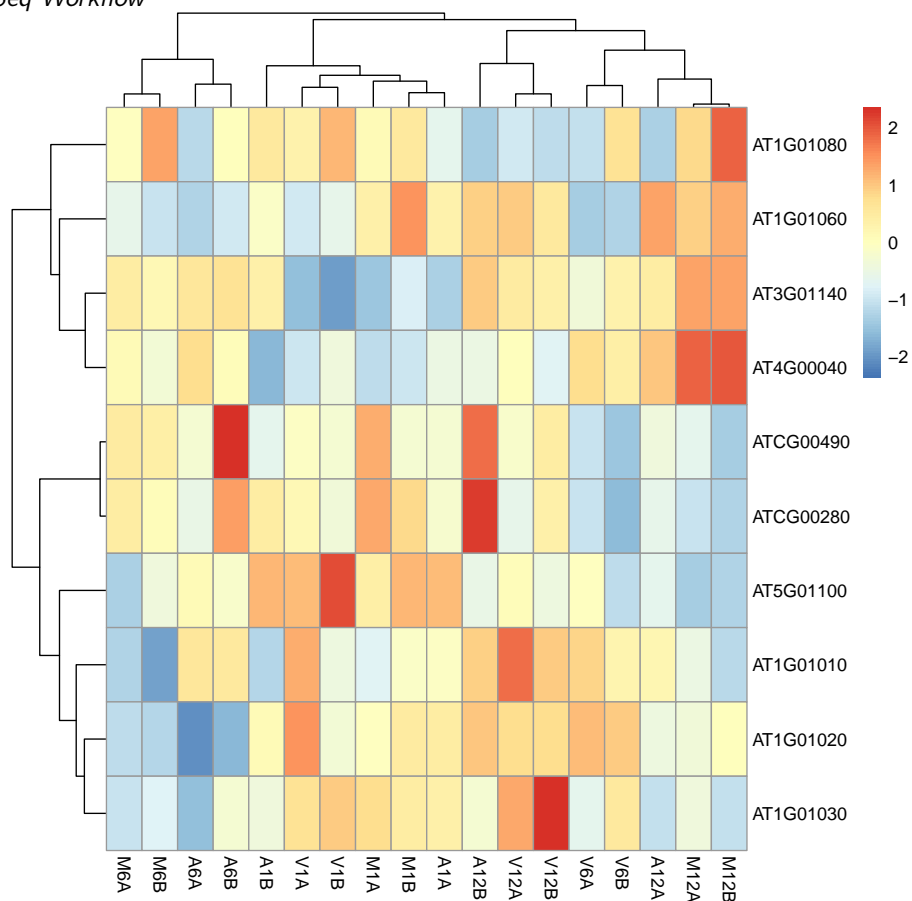 Workflow
2
1
0
−1
−2
AT1G01080
AT1G01060
AT3G01140
AT4G00040
ATCG00490
ATCG00280
AT5G01100
AT1G01010
AT1G01020
AT1G01030
M6A
M6B
A6A
A6B
A1B
V1A
V1B
M1A
M1B
A1A
A12B
V12A
V12B
V6A
V6B
A12A
M12A
M12B